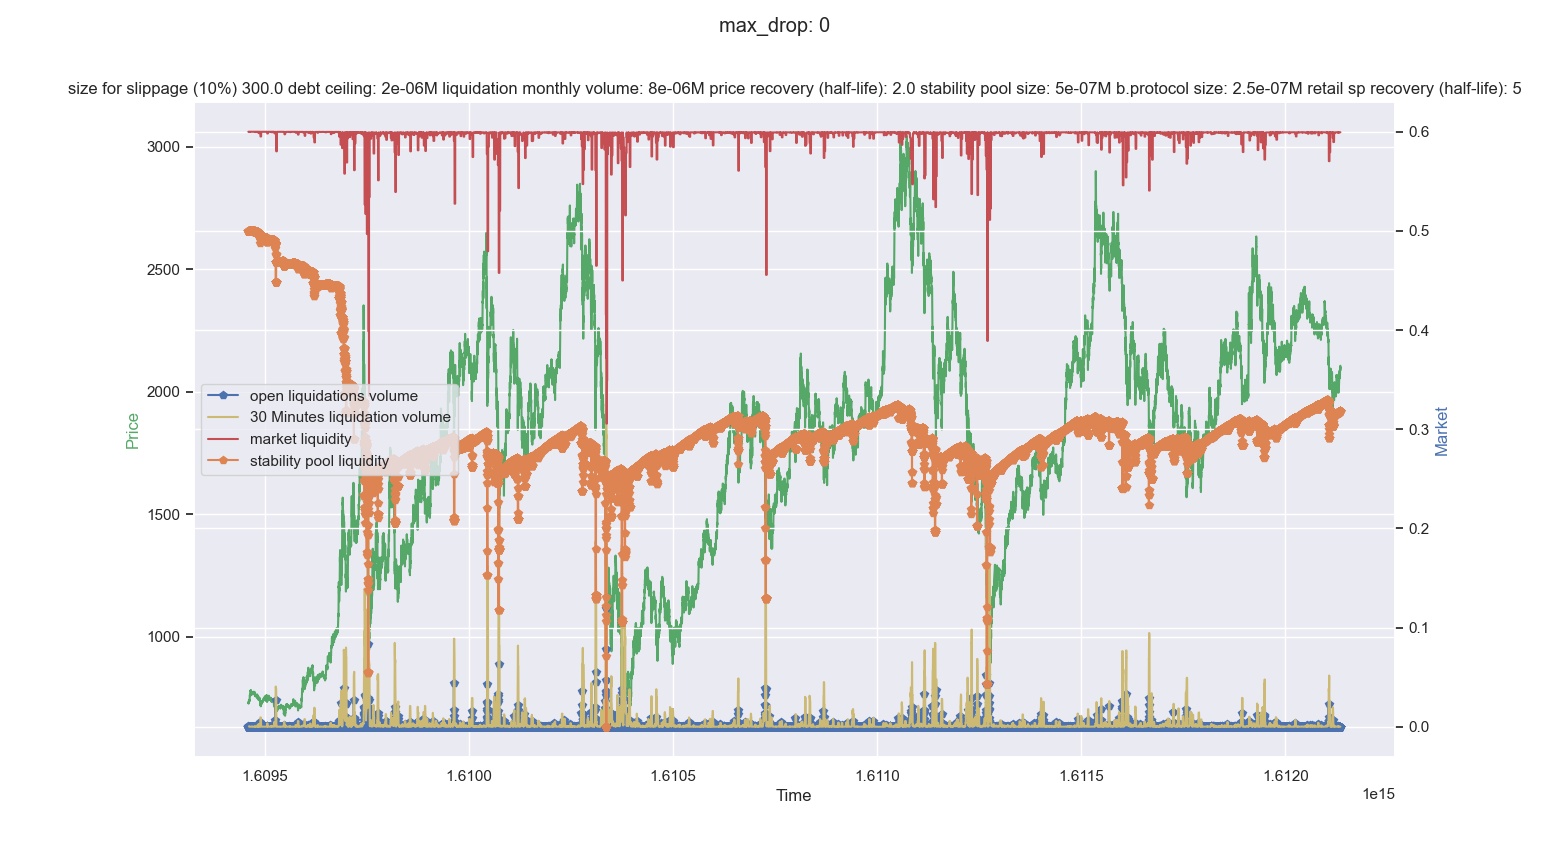 max_drop: 0
size for slippage (10%) 300.0 debt ceiling: 2e-06M liquidation monthly volume: 8e-06M price recovery (half-life): 2.0 stability pool size: 5e-07M b.protocol size: 2.5e-07M retail sp recovery (half-life): 5
3000
2500
2000
1500
1000
Price
open liquidations volume
30 Minutes liquidation volume
market liquidity
stability pool liquidity
0.6
0.5
0.4
0.3
0.2
0.1
0.0
Market
1.6095 1.6100 1.6105 1.6110 1.6115 1.6120
Time
1e15